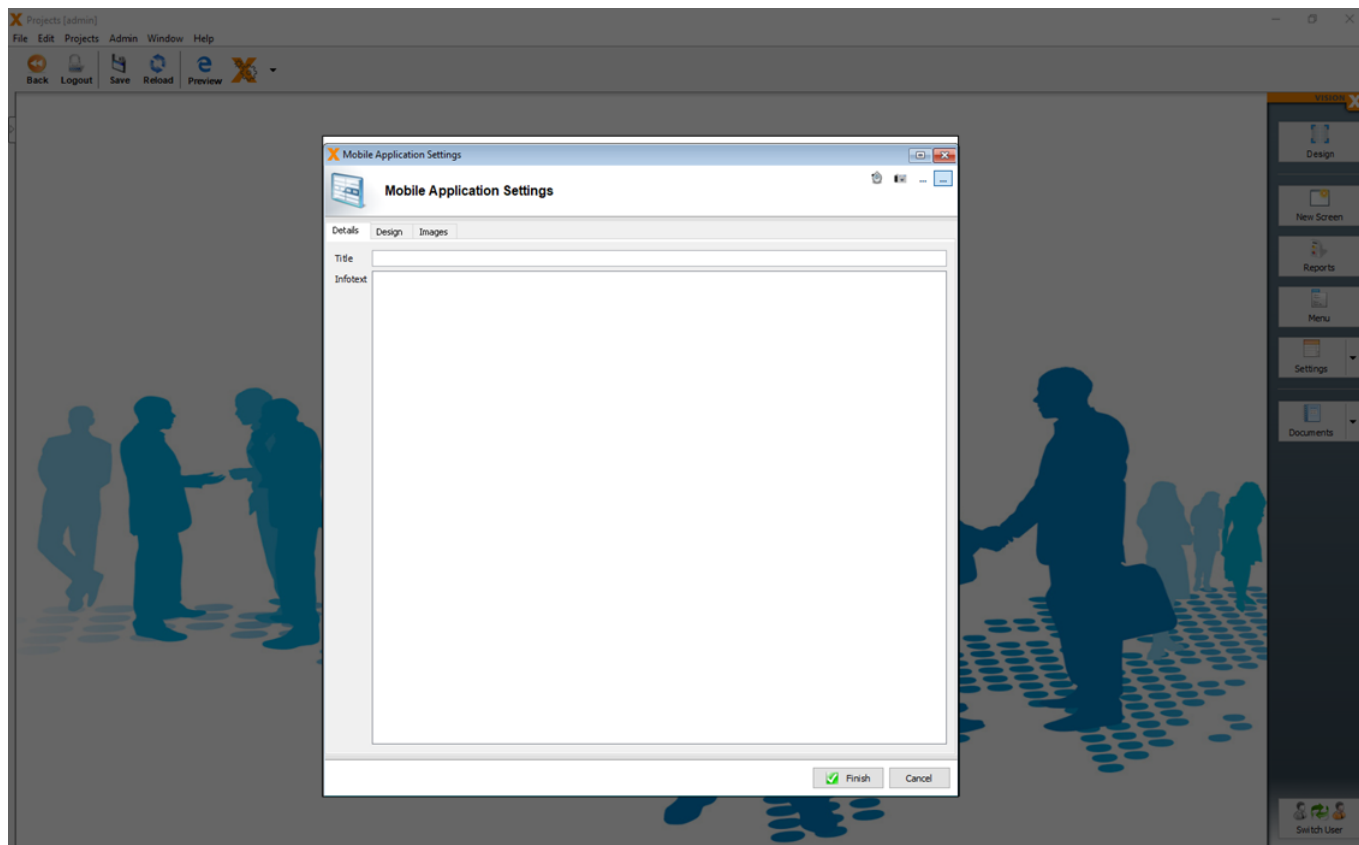 Projects [admin]
File Edit Projects Admin Window Help
Back Logout Save Reload Preview
VISION
Design
New Screen
Reports
Menu
Settings
Documents
Switch User
Mobile Application Settings
Mobile Application Settings
... ...
Details Design Images
Title
Infotext
Finish Cancel